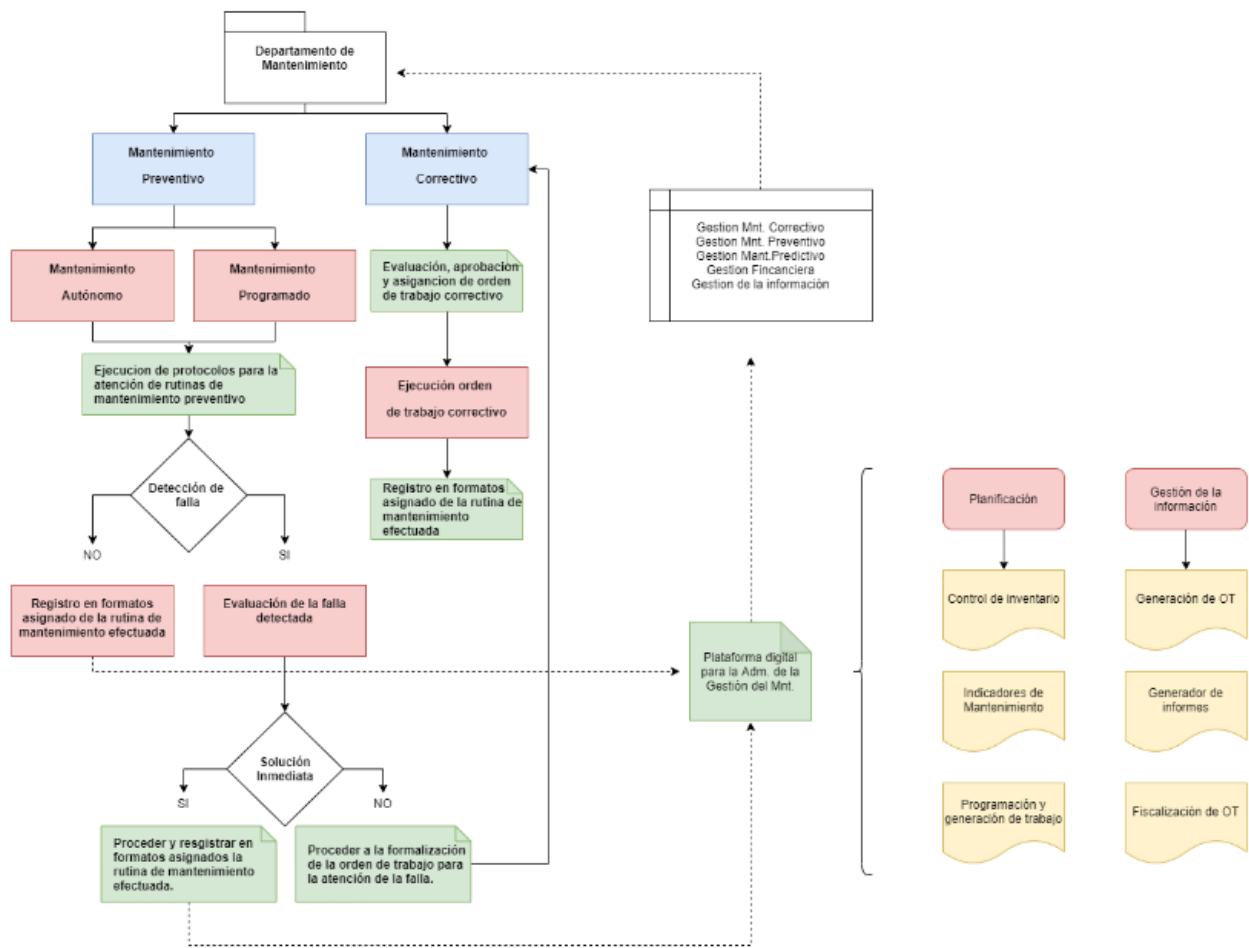 Departamento de
Mantenimiento
Mantenimiento
Preventivo
Mantenimiento
Correctivo
Mantenimiento
Autónomo
Mantenimiento
Programado
Evaluación, aprobacion
y asigancion de orden
de trabajo correctivo
Gestion Mnt. Correctivo
Gestion Mnt. Preventivo
Gestion Mant.Predictivo
Gestion Fincanciera
Gestion de la información
Ejecucion de protocolos para la
atención de rutinas de
mantenimiento preventivo
Ejecución orden
de trabajo correctivo
Detección de
falla
NO
SI
Registro en formatos
asignado de la rutina de
mantenimiento
efectuada
Registro en formatos
asignado de la rutina de
mantenimiento efectuada
Evaluación de la falla
detectada
Solución
Inmediata
SI
NO
Proceder y resgistrar en
formatos asignados la
rutina de mantenimiento
efectuada.
Proceder a la formalización
de la orden de trabajo para
la atención de la falla.
Plataforma digital
para la Adm. de la
Gestión del Mnt.
Planificación
Gestión de la
información
Control de inventario
Generación de OT
Indicadores de
Mantenimiento
Generador de
informes
Programación y
generación de trabajo
Fiscalización de OT